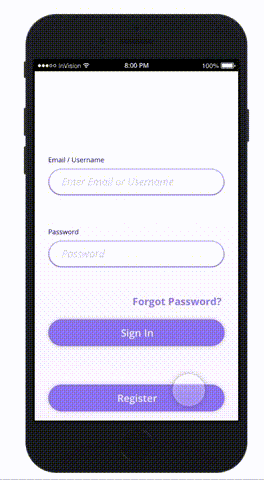 InVision 8:00 PM 100%
Email / Username
Enter Email or Username
Password
Password
Forgot Password?
Sign In
Register